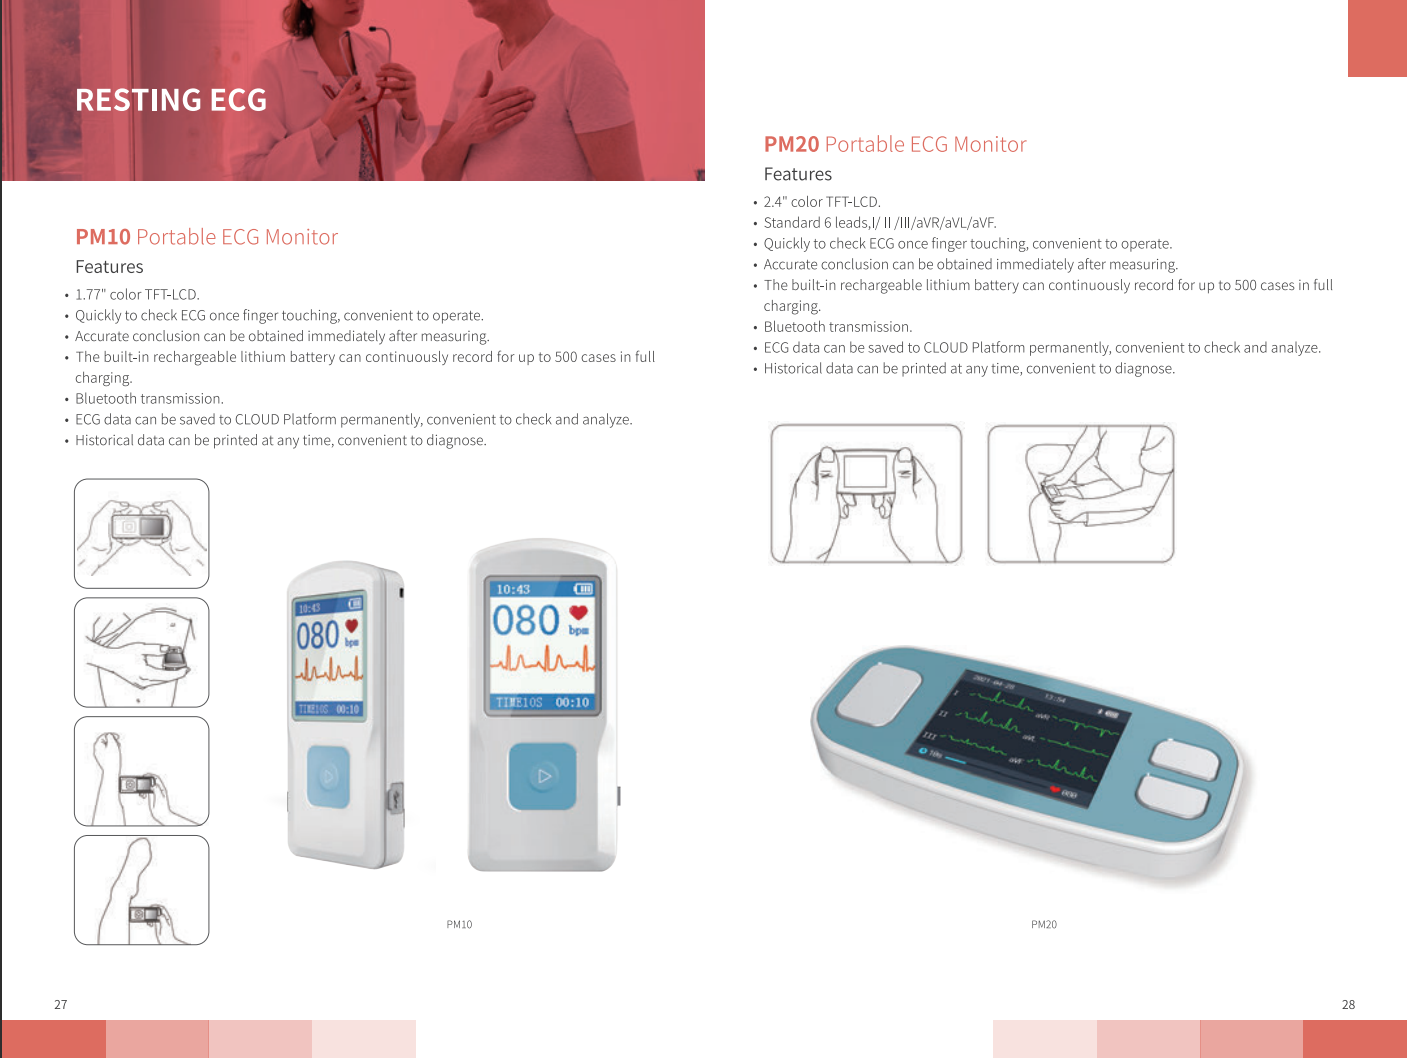 RESTING ECG
PM10 Portable ECG Monitor
Features
• 1.77" color TFT-LCD.
• Quickly to check ECG once finger touching, convenient to operate.
• Accurate conclusion can be obtained immediately after measuring.
• The built-in rechargeable lithium battery can continuously record for up to 500 cases in full
charging.
• Bluetooth transmission.
• ECG data can be saved to CLOUD Platform permanently, convenient to check and analyze.
• Historical data can be printed at any time, convenient to diagnose.
10:43
080
bpm
TIME10S 00:10
10:43
080
bpm
TIME10S 00:10
PM10
27
PM20 Portable ECG Monitor
Features
• 2.4" color TFT-LCD.
• Standard 6 leads,Ⅰ/Ⅱ/Ⅲ/aVR/aVL/aVF.
• Quickly to check ECG once finger touching, convenient to operate.
• Accurate conclusion can be obtained immediately after measuring.
• The built-in rechargeable lithium battery can continuously record for up to 500 cases in full
charging.
• Bluetooth transmission.
• ECG data can be saved to CLOUD Platform permanently, convenient to check and analyze.
• Historical data can be printed at any time, convenient to diagnose.
13:54
I
aVR
II
aVL
III
aVF
10s
080
PM20
28